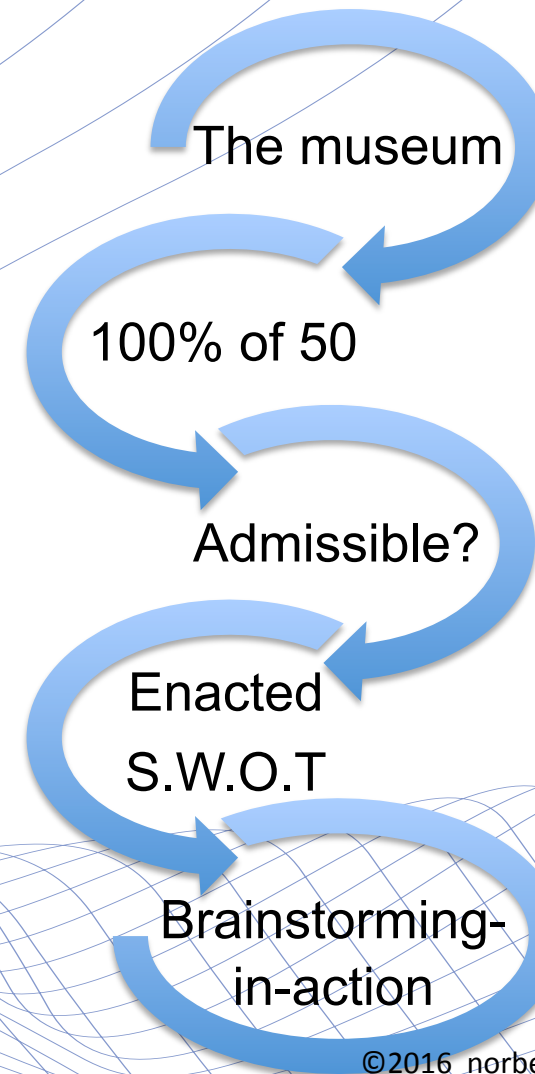 The museum
100% of 50
Admissible?
Enacted
S.W.O.T
Brainstorming-
in-action
©2016